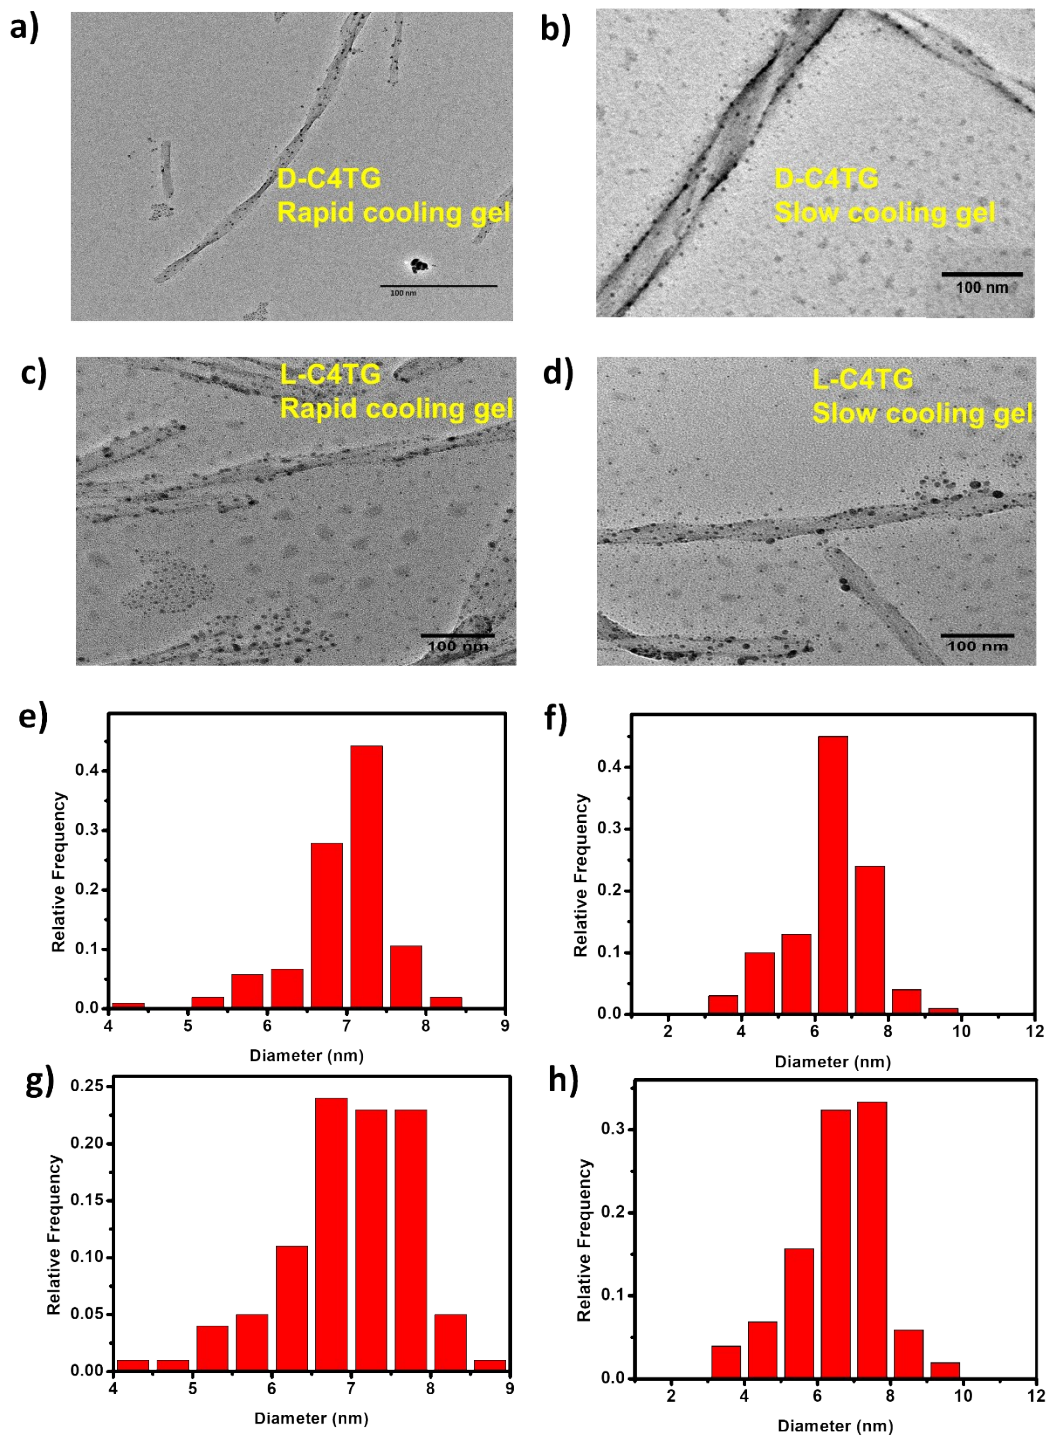 a)
D-C4TG
Rapid cooling gel
100 nm
b)
D-C4TG
Slow cooling gel
100 nm
c)
L-C4TG
Rapid cooling gel
100 nm
d)
L-C4TG
Slow cooling gel
100 nm
e)
Relative Frequency
0.4
0.3
0.2
0.1
0.0
4 5 6 7 8 9
Diameter (nm)
f)
Relative Frequency
0.4
0.3
0.2
0.1
0.0
2 4 6 8 10 12
Diameter (nm)
g)
Relative Frequency
0.25
0.20
0.15
0.10
0.05
0.00
4 5 6 7 8 9
Diameter (nm)
h)
Relative Frequency
0.3
0.2
0.1
0.0
2 4 6 8 10 12
Diameter (nm)